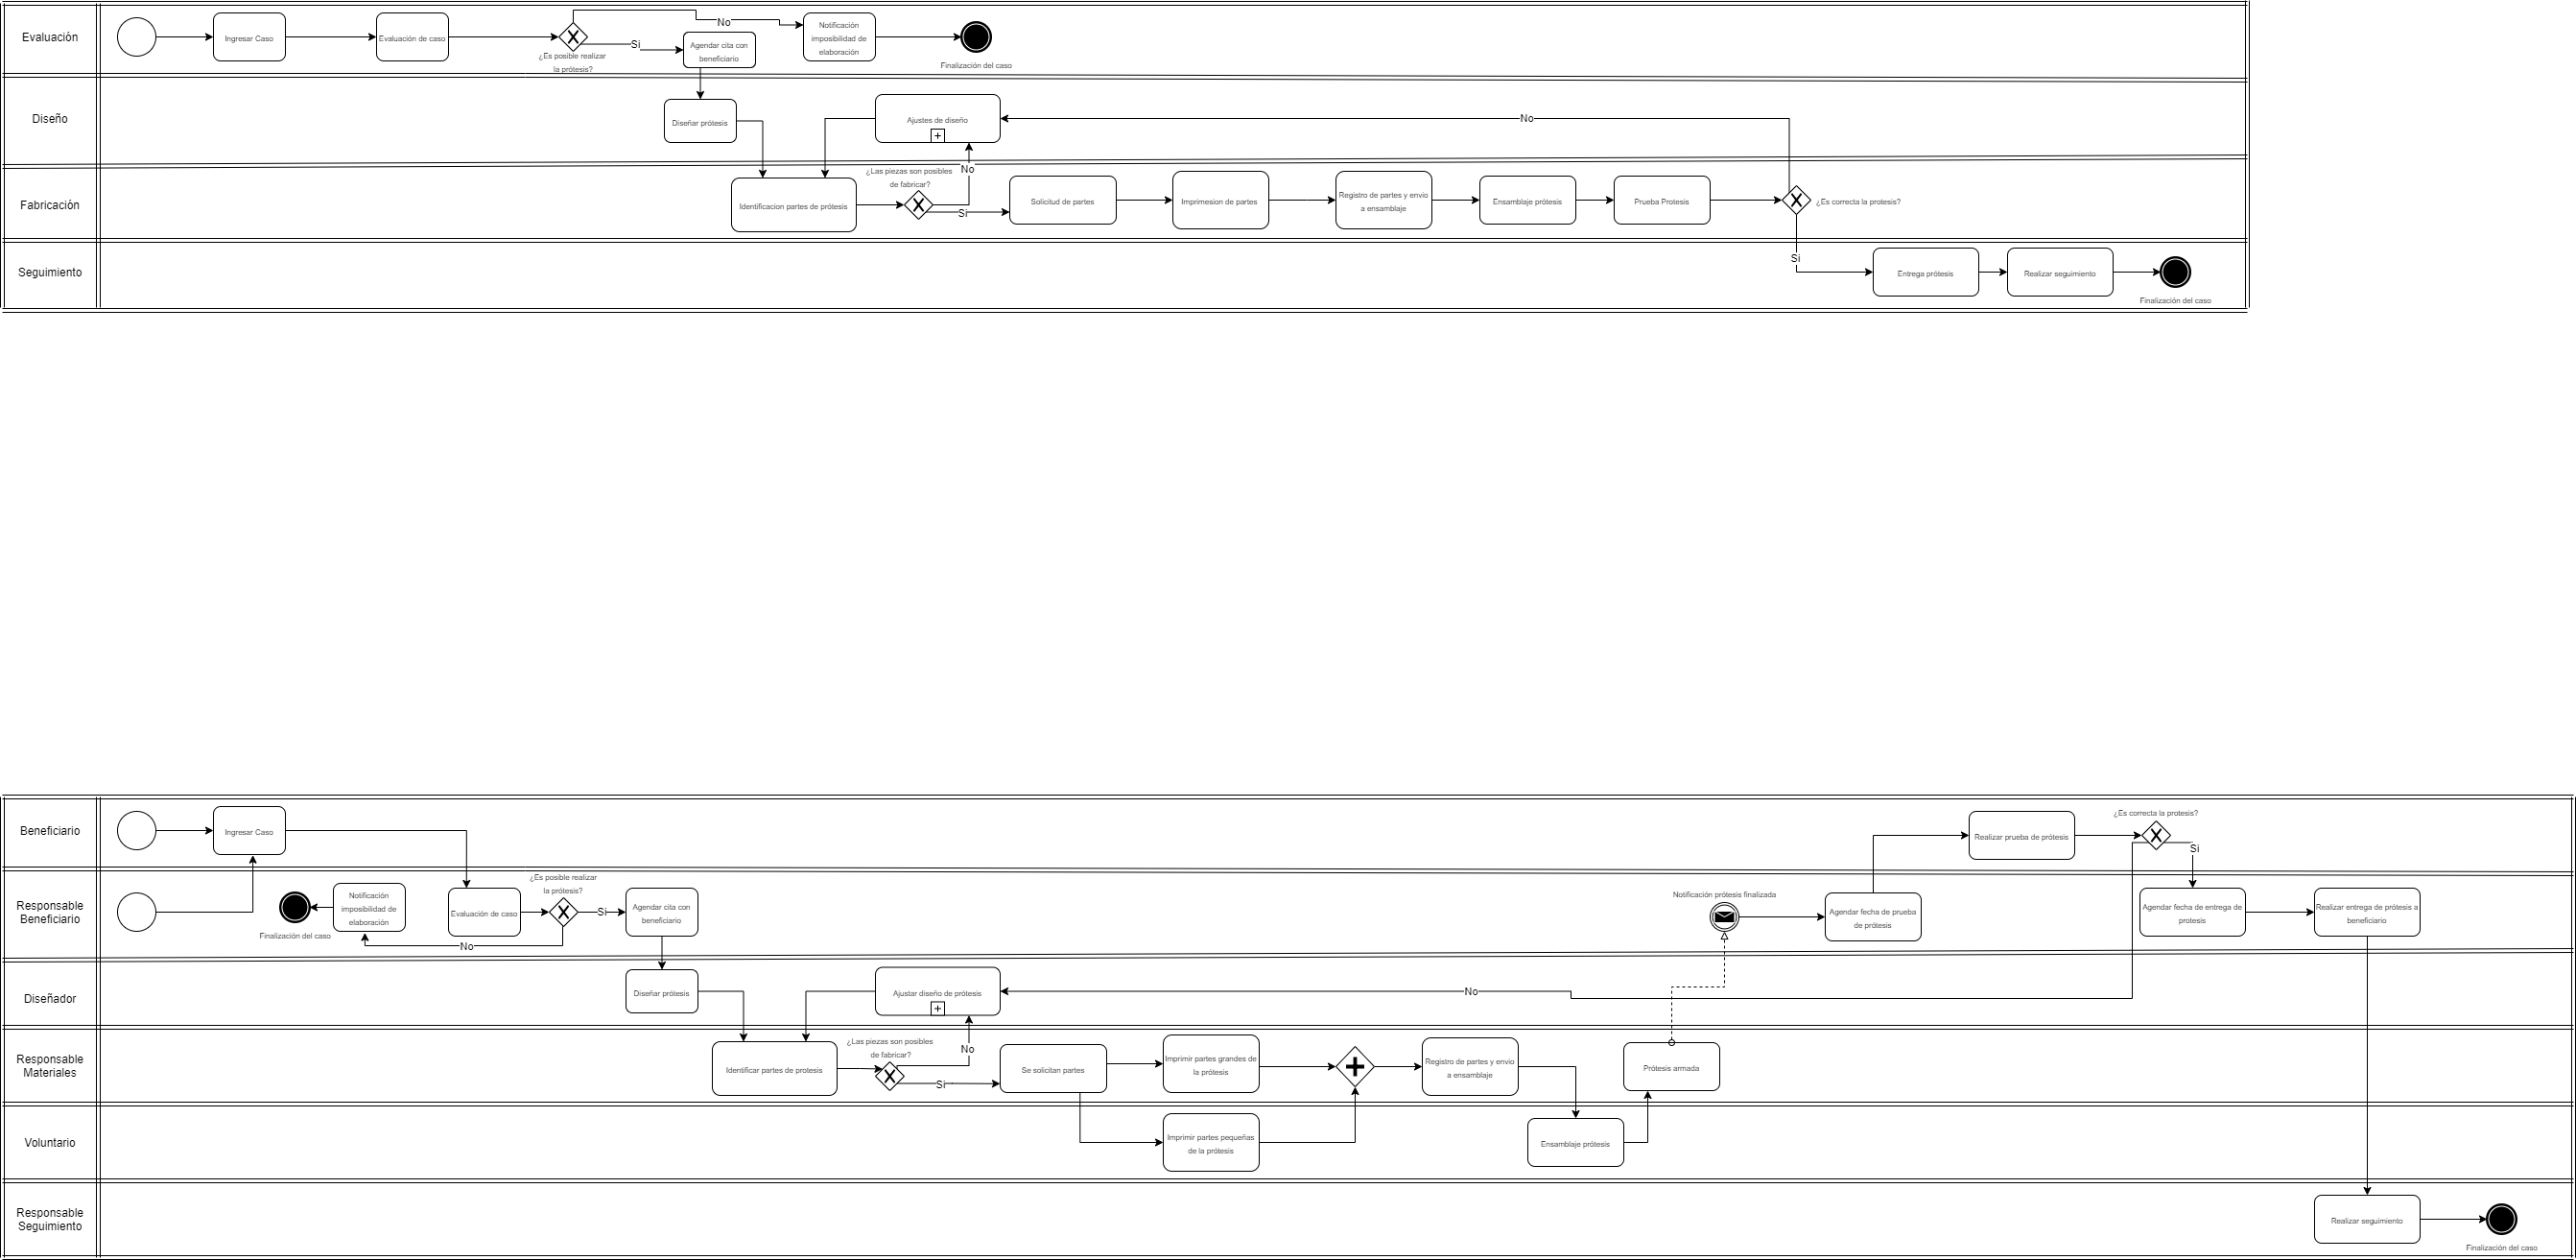 Evaluación
Ingresar Caso
Evaluación de caso
¿Es posible realizar
la prótesis?
No
Si
Agendar cita con
beneficiario
Notificación
imposibilidad de
elaboración
Finalización del caso
Diseño
Diseñar prótesis
Ajustes de diseño
No
Fabricación
Identificacion partes de prótesis
¿Las piezas son posibles
de fabricar?
No
Si
Solicitud de partes
Imprimesion de partes
Registro de partes y envio
a ensamblaje
Ensamblaje prótesis
Prueba Protesis
¿Es correcta la protesis?
Seguimiento
Si
Entrega prótesis
Realizar seguimiento
Finalización del caso
Beneficiario
Ingresar Caso
Realizar prueba de prótesis
¿Es correcta la protesis?
Si
Responsable
Beneficiario
Finalización del caso
Notificación
imposibilidad de
elaboración
No
Evaluación de caso
¿Es posible realizar
la prótesis?
Si
Agendar cita con
beneficiario
Notificación prótesis finalizada
Agendar fecha de prueba
de prótesis
Agendar fecha de entrega de
protesis
Realizar entrega de prótesis a
beneficiario
Diseñador
Diseñar prótesis
Ajustar diseño de prótesis
No
Responsable
Materiales
Identificar partes de protesis
¿Las piezas son posibles
de fabricar?
No
Si
Se solicitan partes
Imprimir partes grandes de
la prótesis
Registro de partes y envio
a ensamblaje
Prótesis armada
Voluntario
Imprimir partes pequeñas
de la prótesis
Ensamblaje prótesis
Responsable
Seguimiento
Realizar seguimiento
Finalización del caso